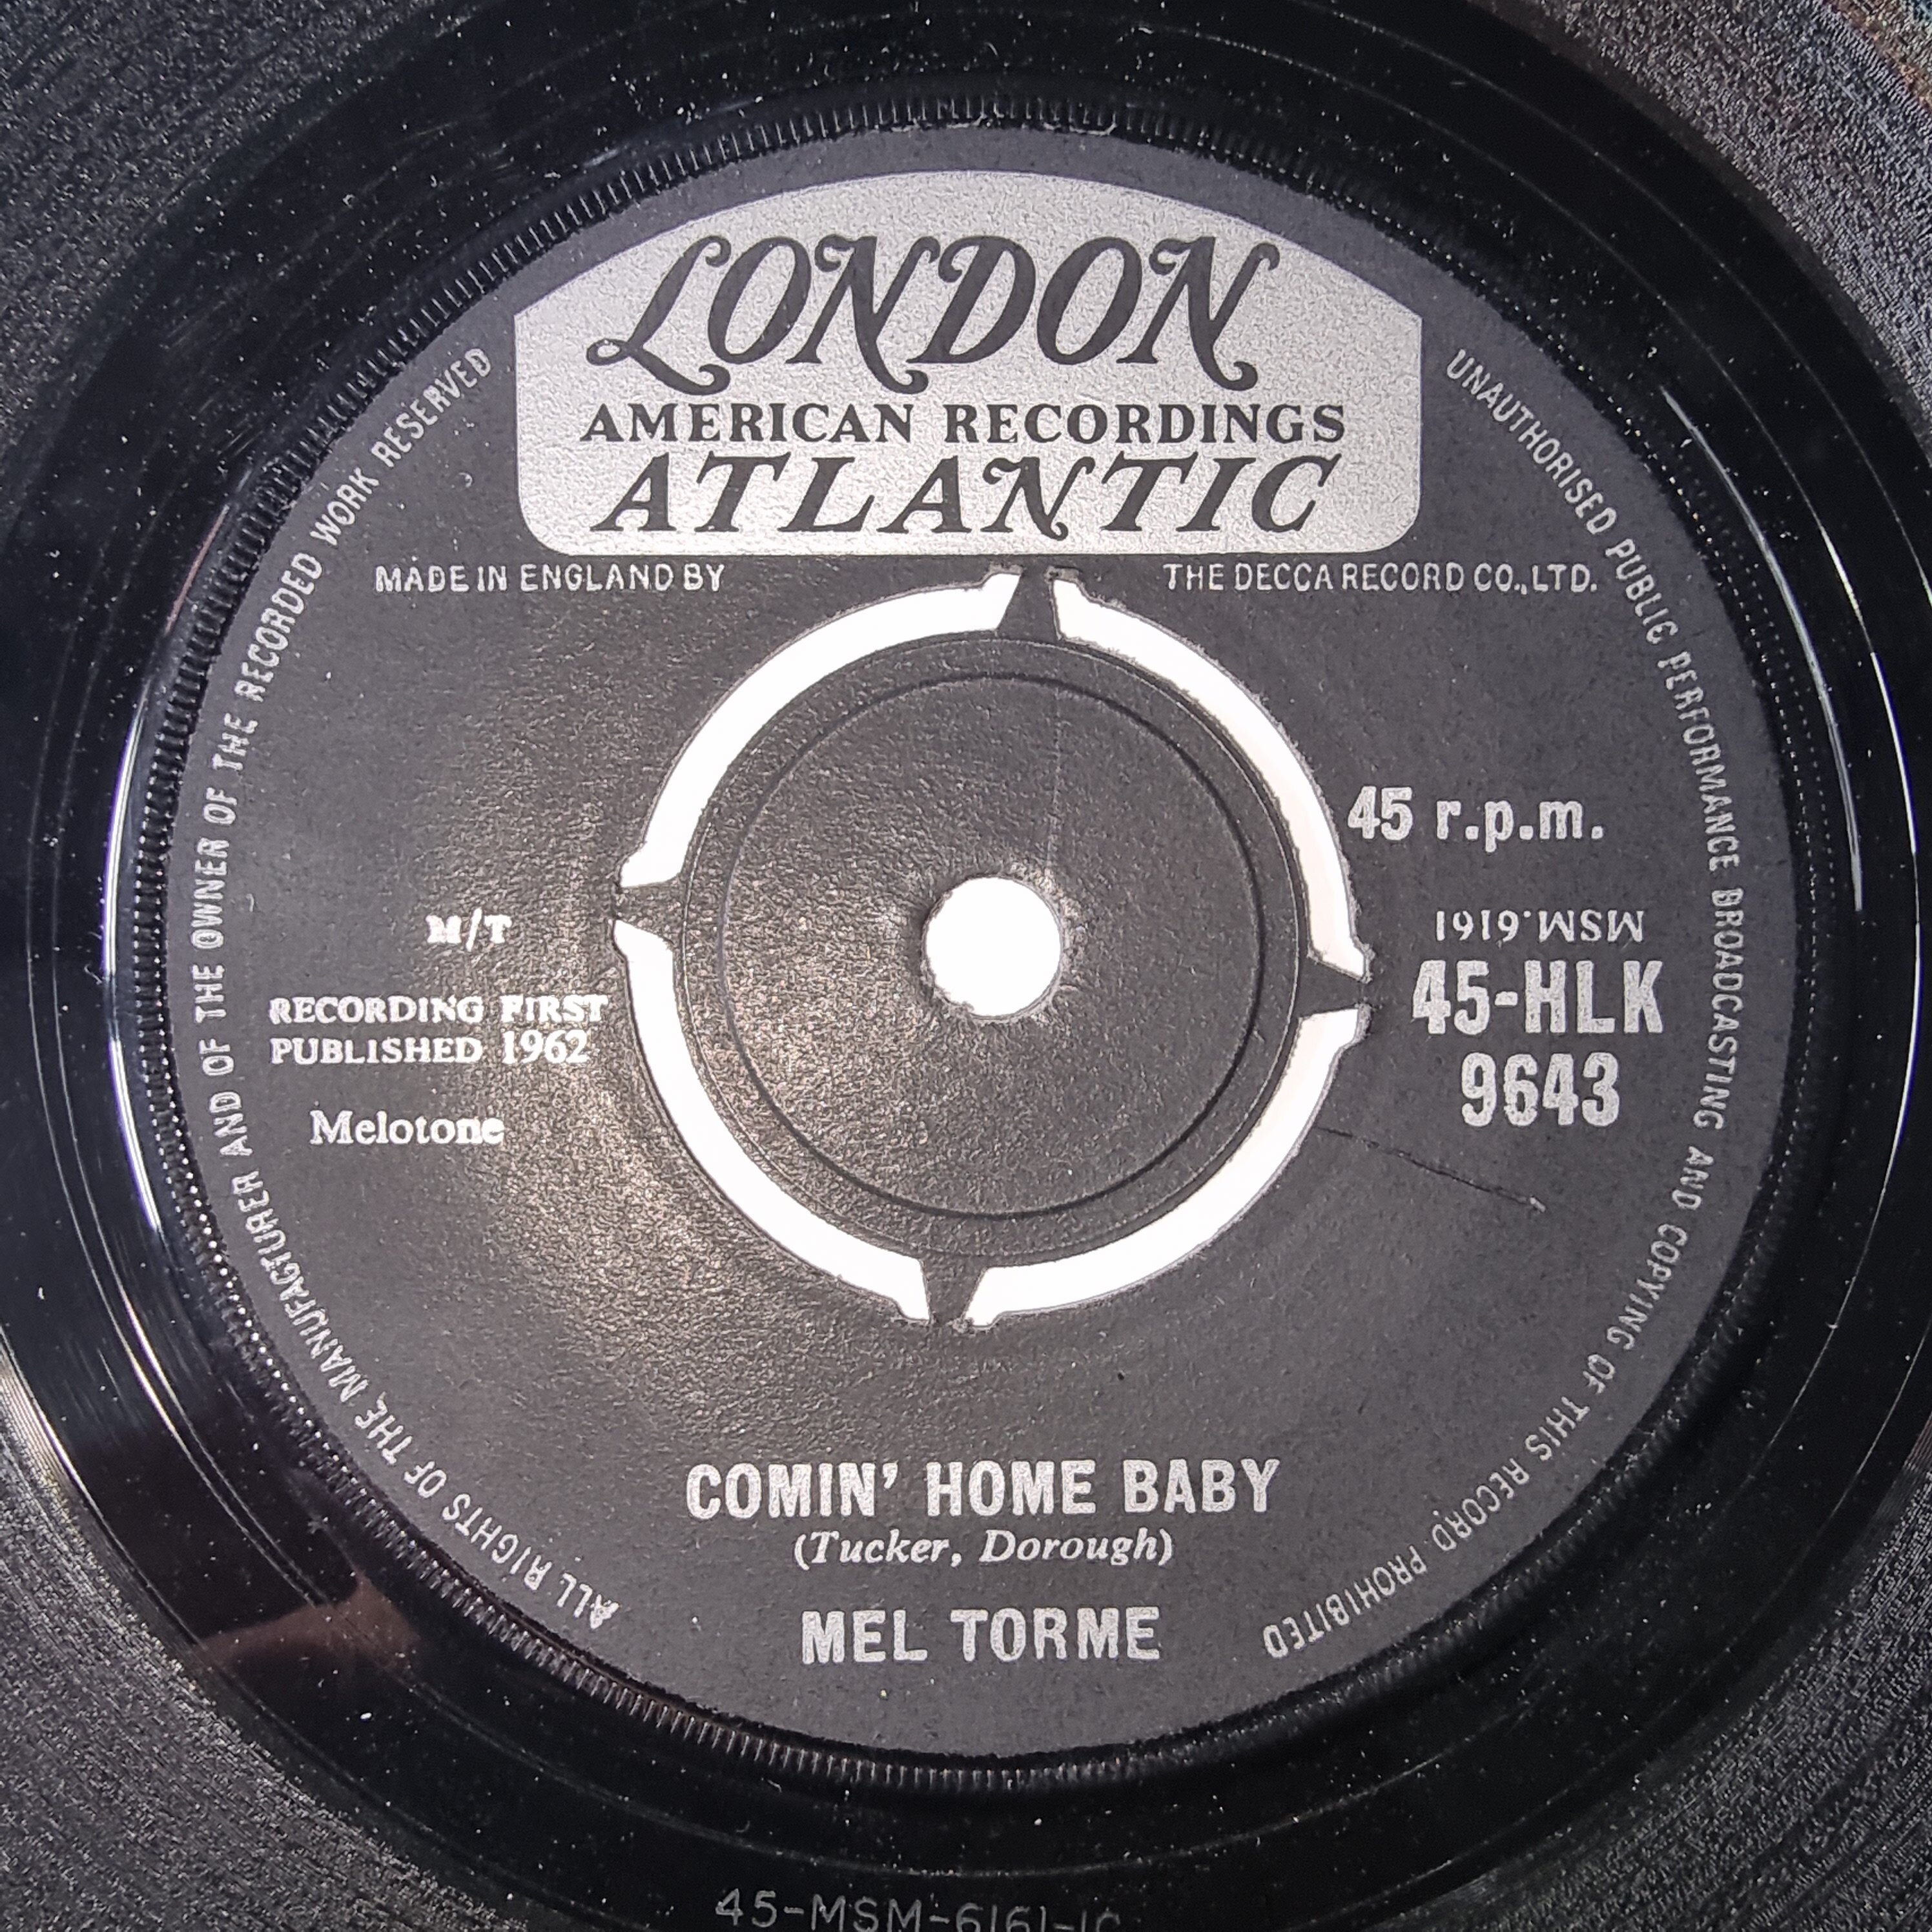 LONDON
AMERICAN RECORDINGS
ATLANTIC
MADE IN ENGLAND BY THE DECCA RECORD CO., LTD.
45 r.p.m.
MSM.6161
45-HLK
9643
M/T
RECORDING FIRST
PUBLISHED 1962
Melotone
COMIN' HOME BABY
(Tucker, Dorough)
MEL TORME
ALL RIGHTS OF THE MANUFACTURER AND OF THE OWNER OF THE RECORDED WORK RESERVED
UNAUTHORISED PUBLIC PERFORMANCE BROADCASTING AND COPYING OF THIS RECORD PROHIBITED
45-MSM-6161-1C